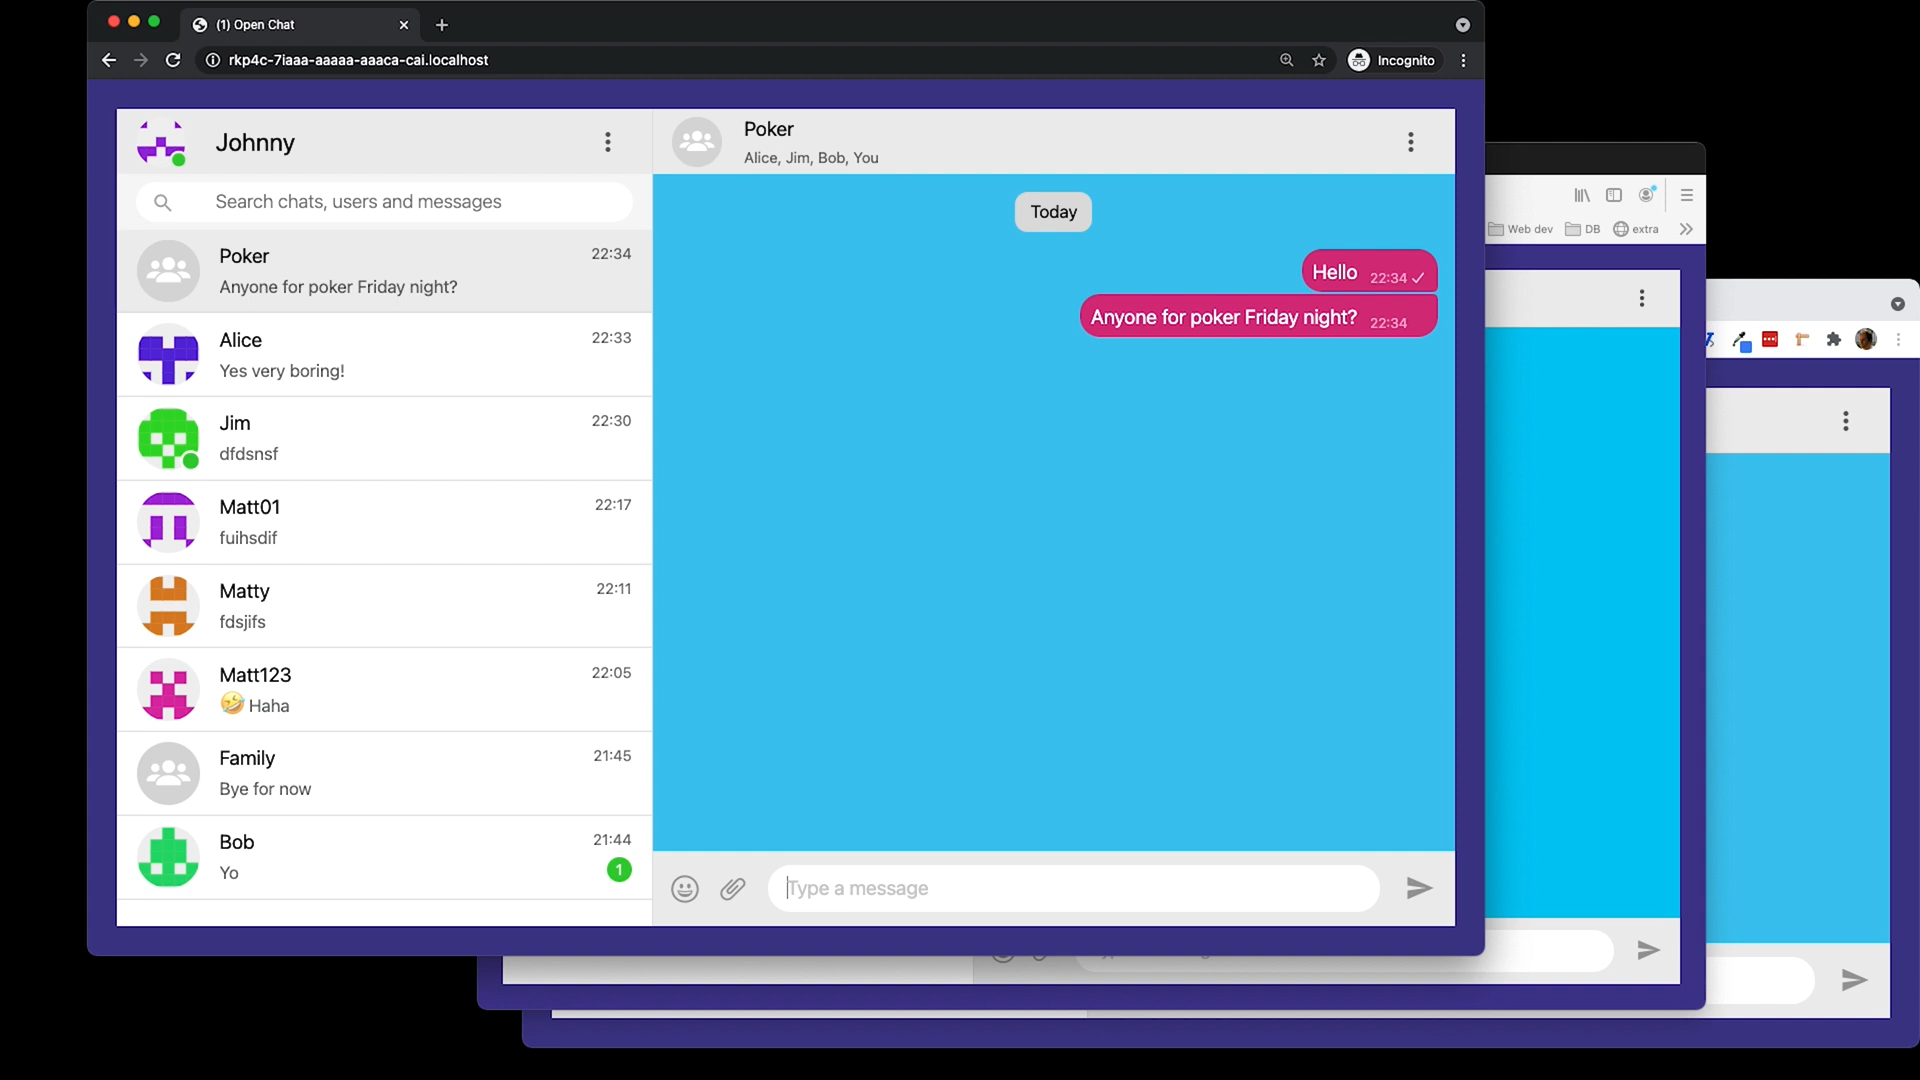 (1) Open Chat
rkp4c-7iaaa-aaaaa-aaaca-cai.localhost
Incognito
Johnny
Search chats, users and messages
Poker
22:34
Anyone for poker Friday night?
Alice
22:33
Yes very boring!
Jim
22:30
dfdsnsf
Matt01
22:17
fuihsdif
Matty
22:11
fdsjifs
Matt123
22:05
🤣 Haha
Family
21:45
Bye for now
Bob
21:44
Yo
1
Poker
Alice, Jim, Bob, You
Today
Hello 22:34 ✓
Anyone for poker Friday night? 22:34
Type a message
Web dev
DB
extra